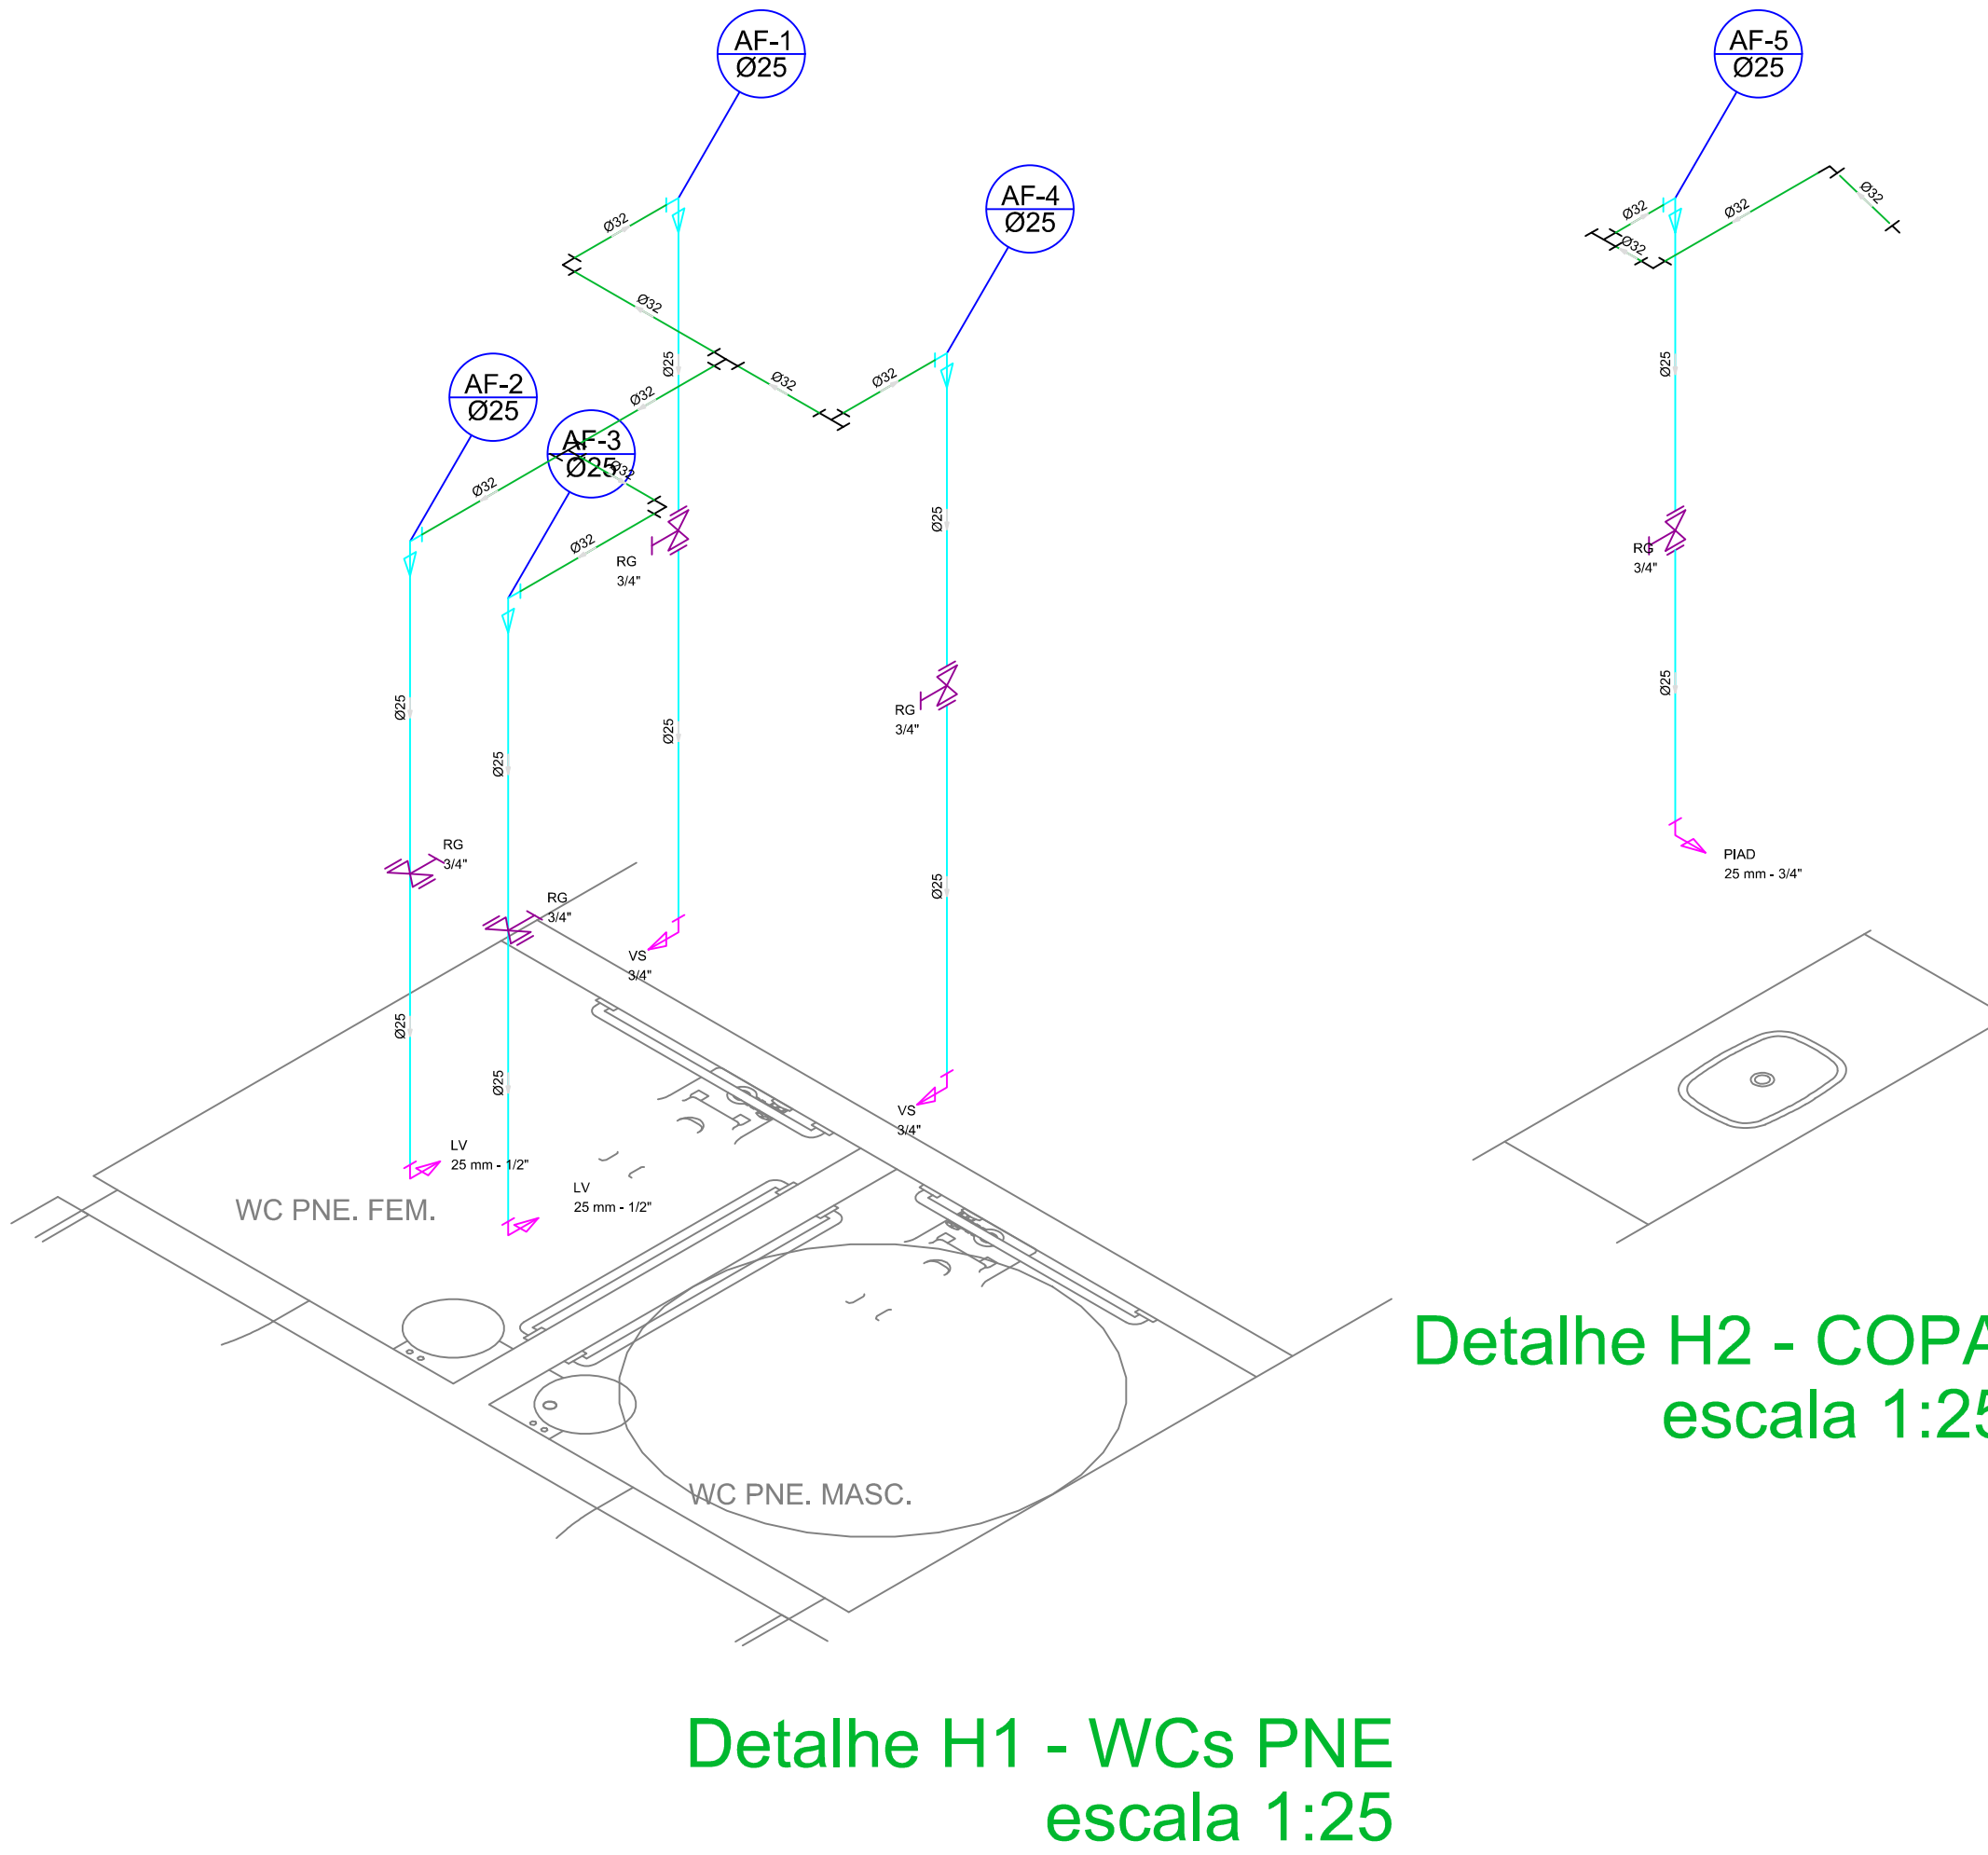 AF-1
Ø25
AF-5
Ø25
AF-4
Ø25
Ø32
Ø32
Ø32
Ø32
Ø32
Ø32
Ø32
Ø25
Ø25
Ø32
Ø32
AF-2
Ø25
Ø32
AF-3
Ø25
Ø32
Ø32
Ø25
Ø32
RG
3/4"
RG
3/4"
Ø25
Ø25
RG
3/4"
Ø25
Ø25
Ø25
RG
3/4"
PIAD
25 mm - 3/4"
Ø25
RG
3/4"
VS
3/4"
Ø25
Ø25
VS
3/4"
LV
25 mm - 1/2"
LV
25 mm - 1/2"
WC PNE. FEM.
WC PNE. MASC.
Detalhe H2 - COPA
escala 1:25
Detalhe H1 - WCs PNE
escala 1:25